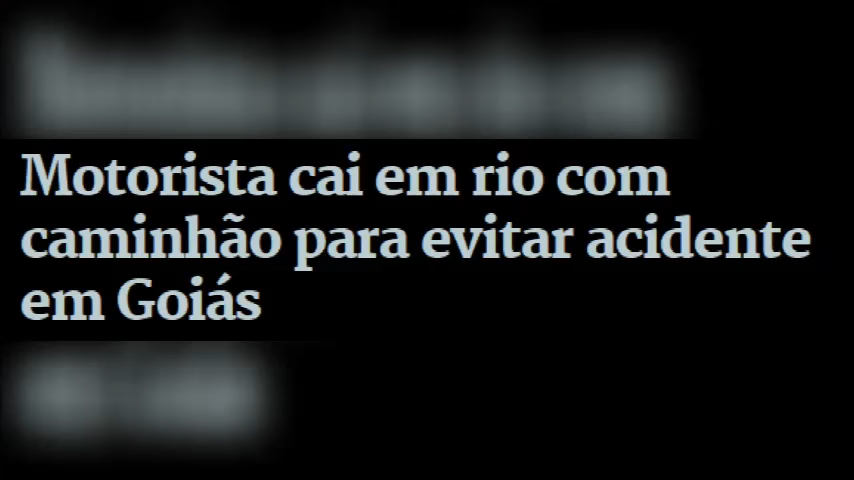 Motorista cai em rio com
caminhão para evitar acidente
em Goiás